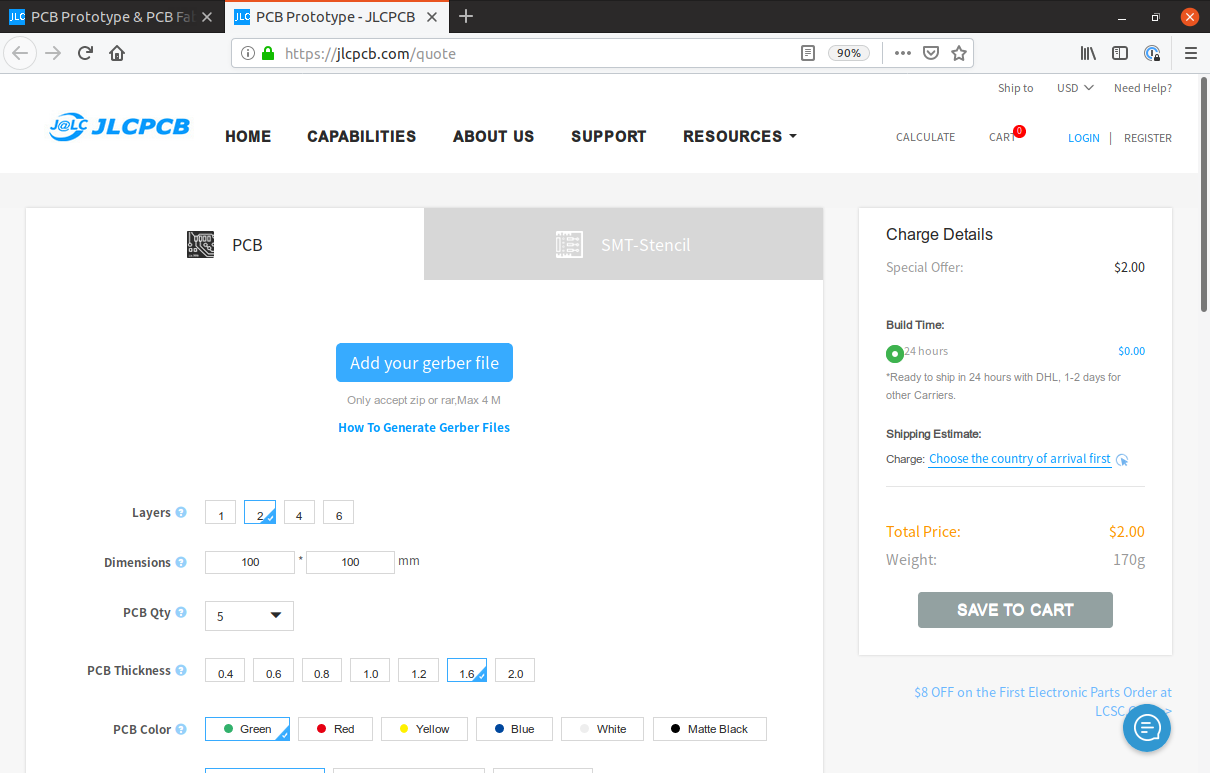 JLC PCB Prototype & PCB Fa
JLC PCB Prototype - JLCPCB
https://jlcpcb.com/quote
90%
Ship to USD Need Help?
J@LC JLCPCB
HOME CAPABILITIES ABOUT US SUPPORT RESOURCES
CALCULATE CART 0 LOGIN | REGISTER
PCB
SMT-Stencil
Add your gerber file
Only accept zip or rar,Max 4 M
How To Generate Gerber Files
Layers ? 1 2 4 6
Dimensions ? 100 * 100 mm
PCB Qty ? 5
PCB Thickness ? 0.4 0.6 0.8 1.0 1.2 1.6 2.0
PCB Color ? Green Red Yellow Blue White Matte Black
Charge Details
Special Offer: $2.00
Build Time:
24 hours $0.00
*Ready to ship in 24 hours with DHL, 1-2 days for
other Carriers.
Shipping Estimate:
Charge: Choose the country of arrival first
Total Price: $2.00
Weight: 170g
SAVE TO CART
$8 OFF on the First Electronic Parts Order at
LCSC